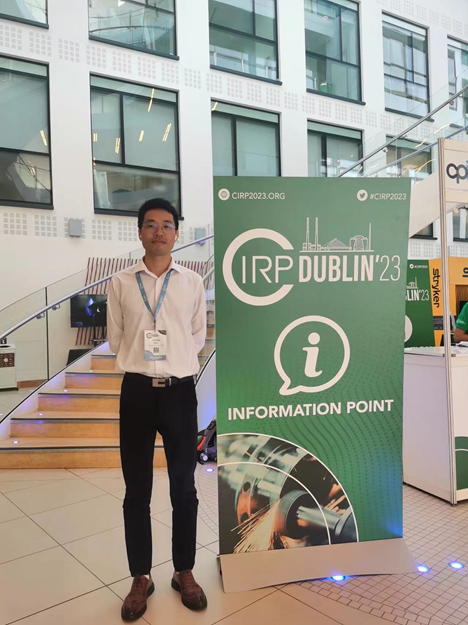 CIRP2023.ORG
#CIRP2023
CIRP DUBLIN'23
i
INFORMATION POINT
stryker